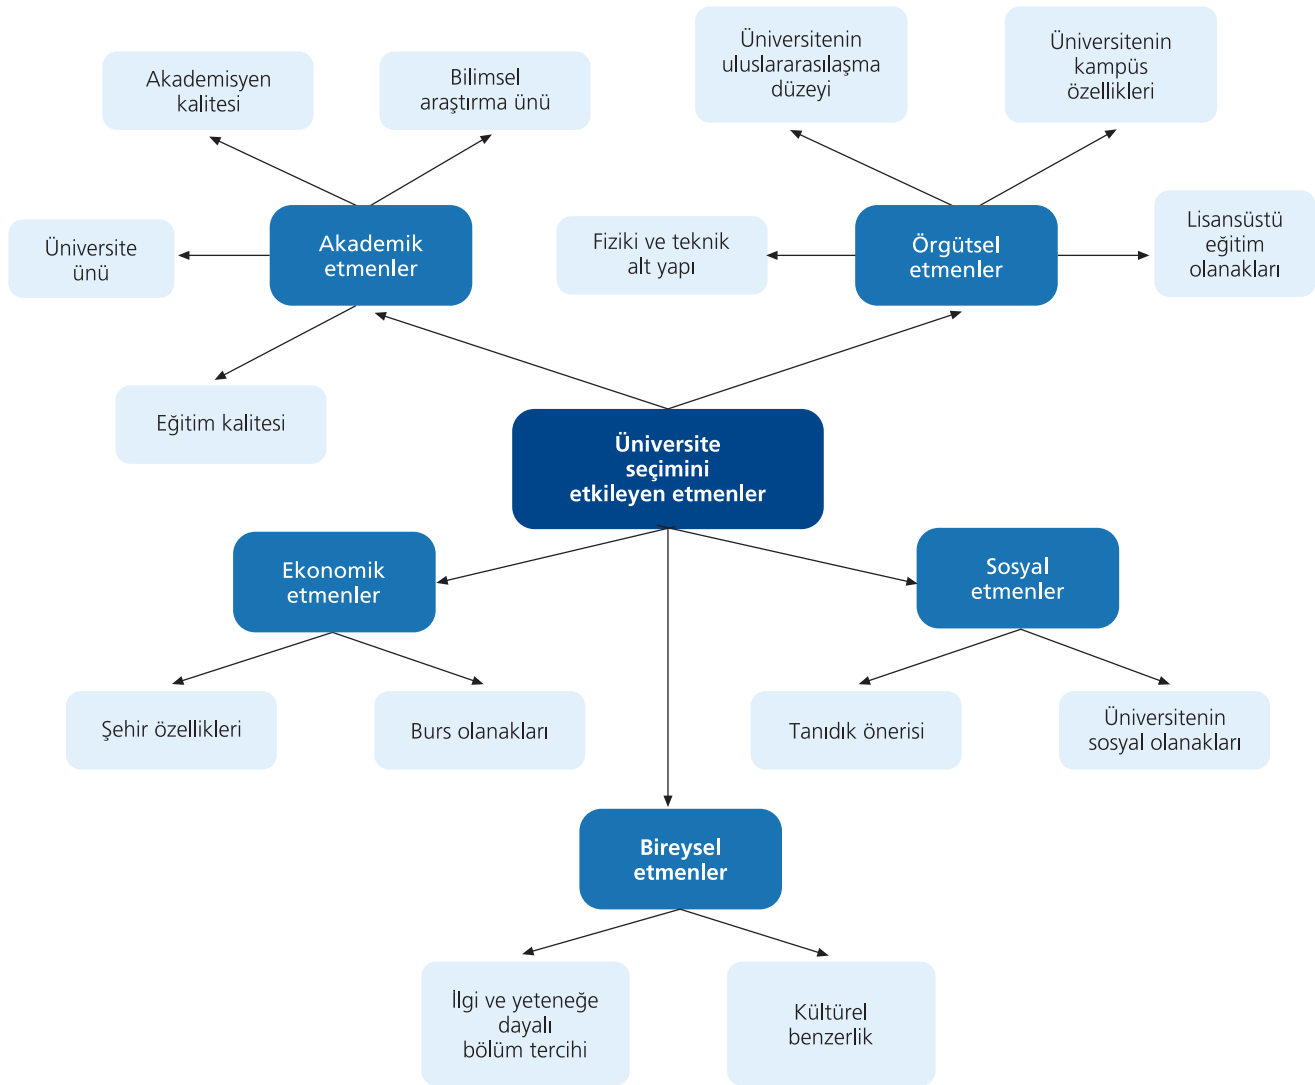 Üniversitenin
uluslararasılaşma
düzeyi
Üniversitenin
kampüs
özellikleri
Akademisyen
kalitesi
Bilimsel
araştırma ünü
Üniversite
ünü
Akademik
etmenler
Fiziki ve teknik
alt yapı
Örgütsel
etmenler
Lisansüstü
eğitim
olanakları
Eğitim kalitesi
Üniversite
seçimini
etkileyen etmenler
Ekonomik
etmenler
Sosyal
etmenler
Şehir özellikleri
Burs olanakları
Tanıdık önerisi
Üniversitenin
sosyal olanakları
Bireysel
etmenler
İlgi ve yeteneğe
dayalı
bölüm tercihi
Kültürel
benzerlik